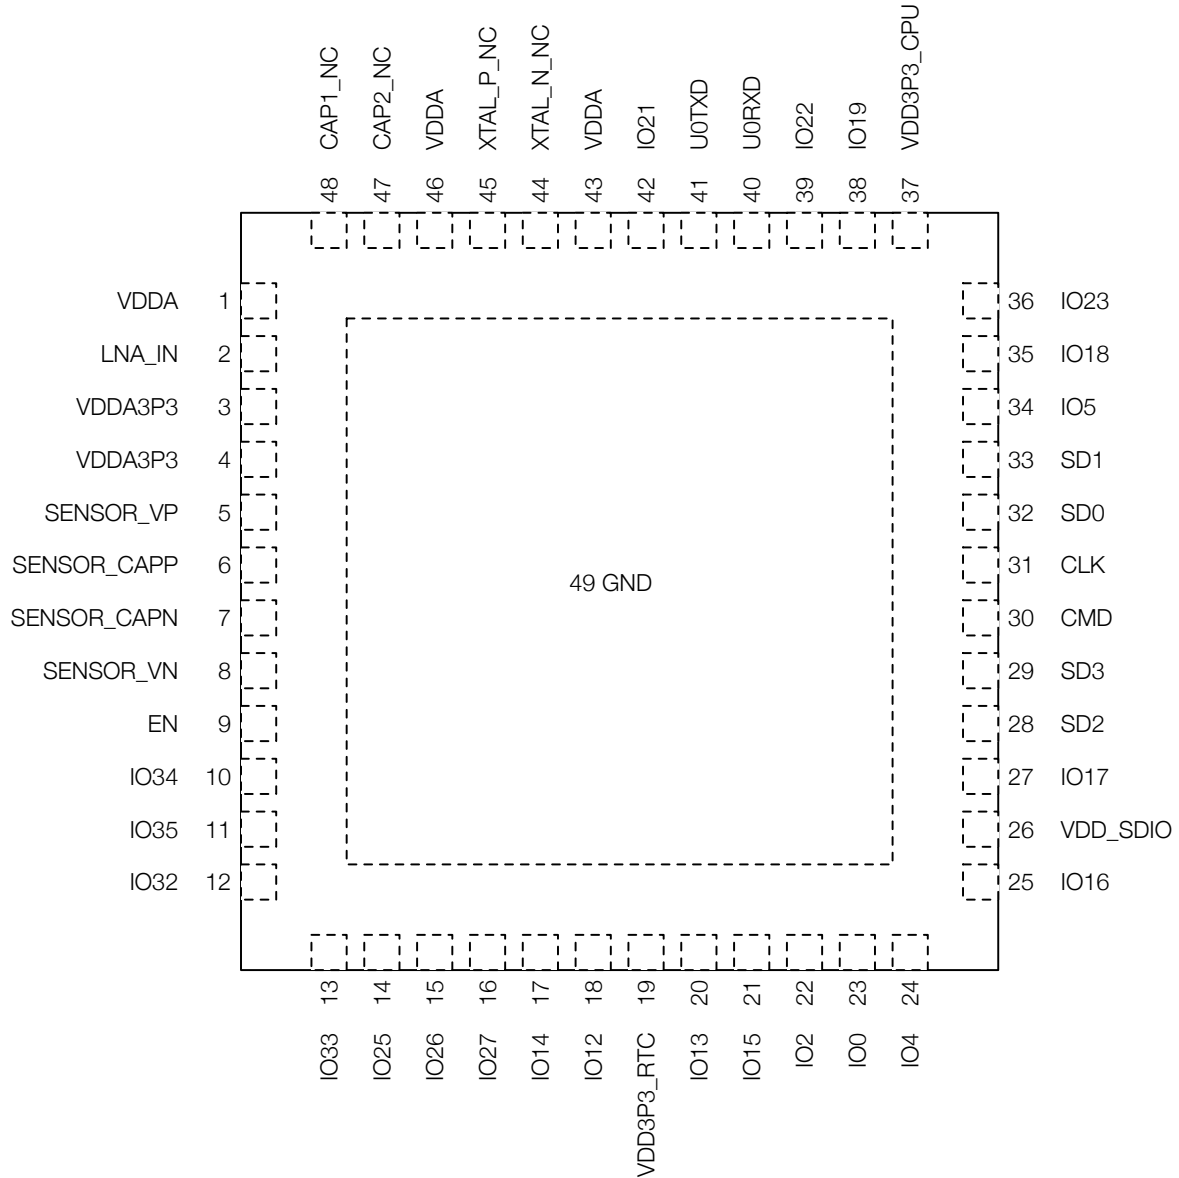 CAP1_NC
CAP2_NC
VDDA
XTAL_P_NC
XTAL_N_NC
VDDA
IO21
U0TXD
U0RXD
IO22
IO19
VDD3P3_CPU
48
47
46
45
44
43
42
41
40
39
38
37
VDDA 1
LNA_IN 2
VDDA3P3 3
VDDA3P3 4
SENSOR_VP 5
SENSOR_CAPP 6
SENSOR_CAPN 7
SENSOR_VN 8
EN 9
IO34 10
IO35 11
IO32 12
49 GND
36 IO23
35 IO18
34 IO5
33 SD1
32 SD0
31 CLK
30 CMD
29 SD3
28 SD2
27 IO17
26 VDD_SDIO
25 IO16
13
14
15
16
17
18
19
20
21
22
23
24
IO33
IO25
IO26
IO27
IO14
IO12
VDD3P3_RTC
IO13
IO15
IO2
IO0
IO4